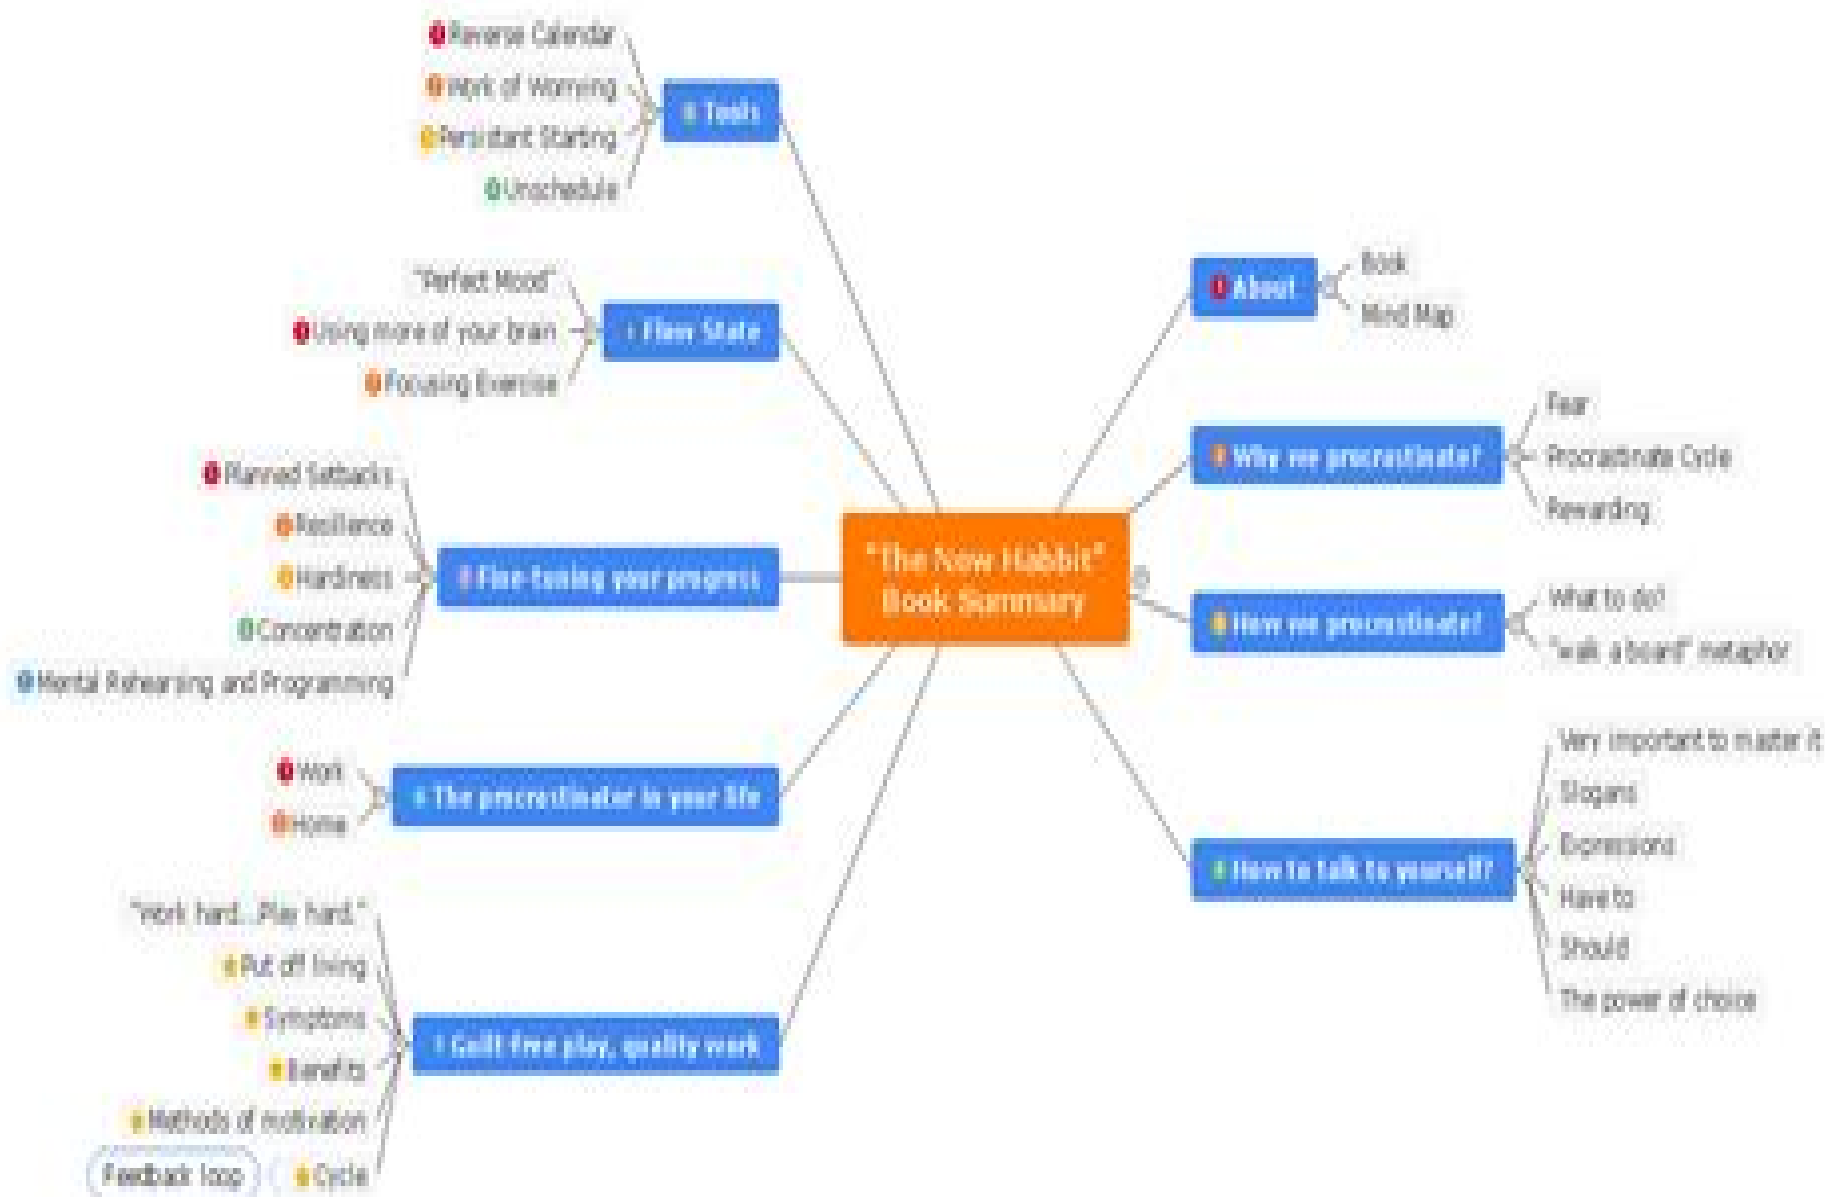 "The Now Habbit"
Book Summary
About
Book
Mind Map
Why we procrastinate?
Fear
Procrastinate Cycle
Rewarding
How we procrastinate?
What to do?
"walk a board" metaphor
How to talk to yourself?
Very important to master it
Slogans
Expressions
Have to
Should
The power of choice
Tools
Reverse Calendar
Work of Worrning
Persistant Starting
Unschedule
Flow State
"Perfect Mood"
Using more of your brain
Focusing Exercise
Fine-tuning your progress
Planned Setbacks
Resilience
Hardiness
Concentration
Mental Rehearsing and Programming
The procrastinator in your life
Work
Home
Guilt-free play, quality work
"Work hard...Play hard."
Put off living
Symptoms
Benefits
Methods of motivation
Cycle
Feedback loop